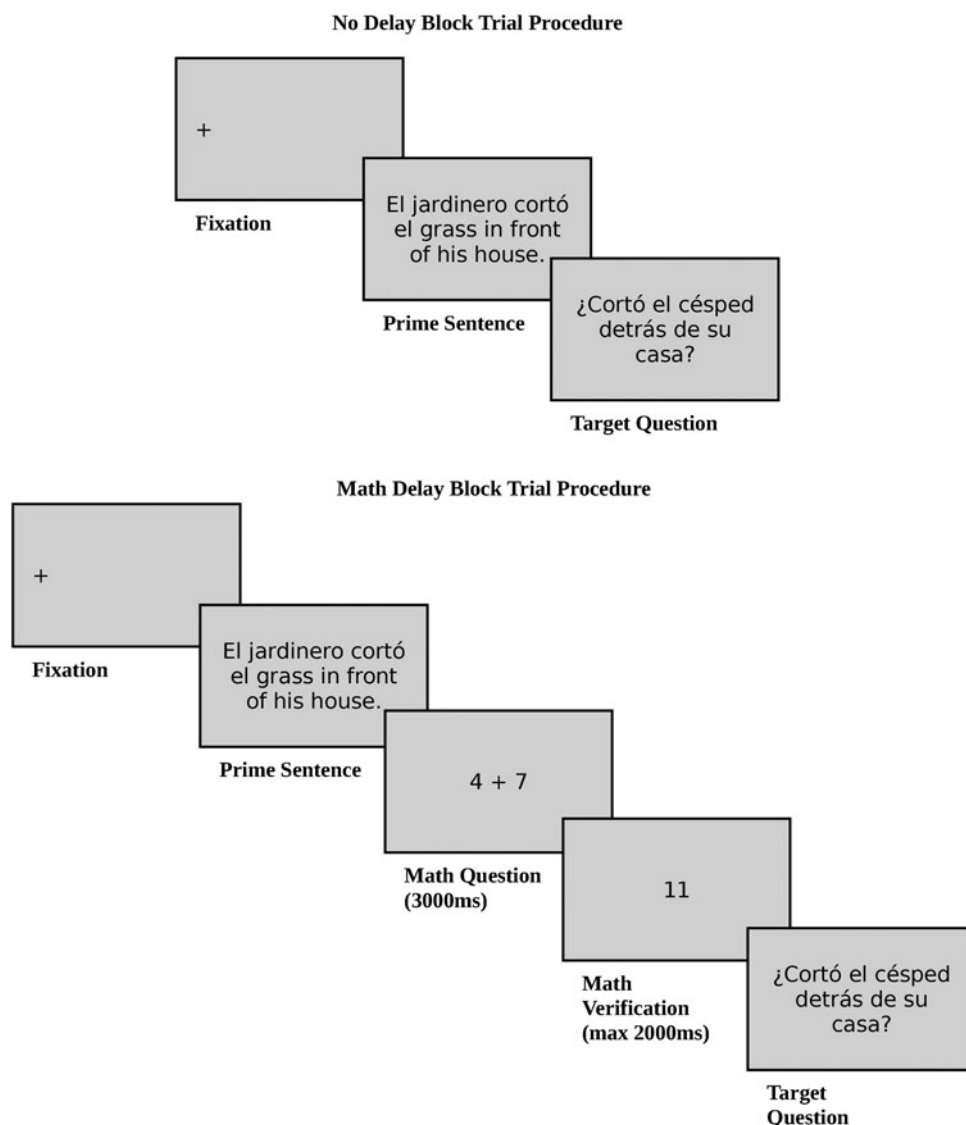 No Delay Block Trial Procedure
+
Fixation
El jardinero cortó
el grass in front
of his house.
Prime Sentence
¿Cortó el césped
detrás de su
casa?
Target Question
Math Delay Block Trial Procedure
+
Fixation
El jardinero cortó
el grass in front
of his house.
Prime Sentence
4 + 7
Math Question
(3000ms)
11
Math
Verification
(max 2000ms)
¿Cortó el césped
detrás de su
casa?
Target
Question